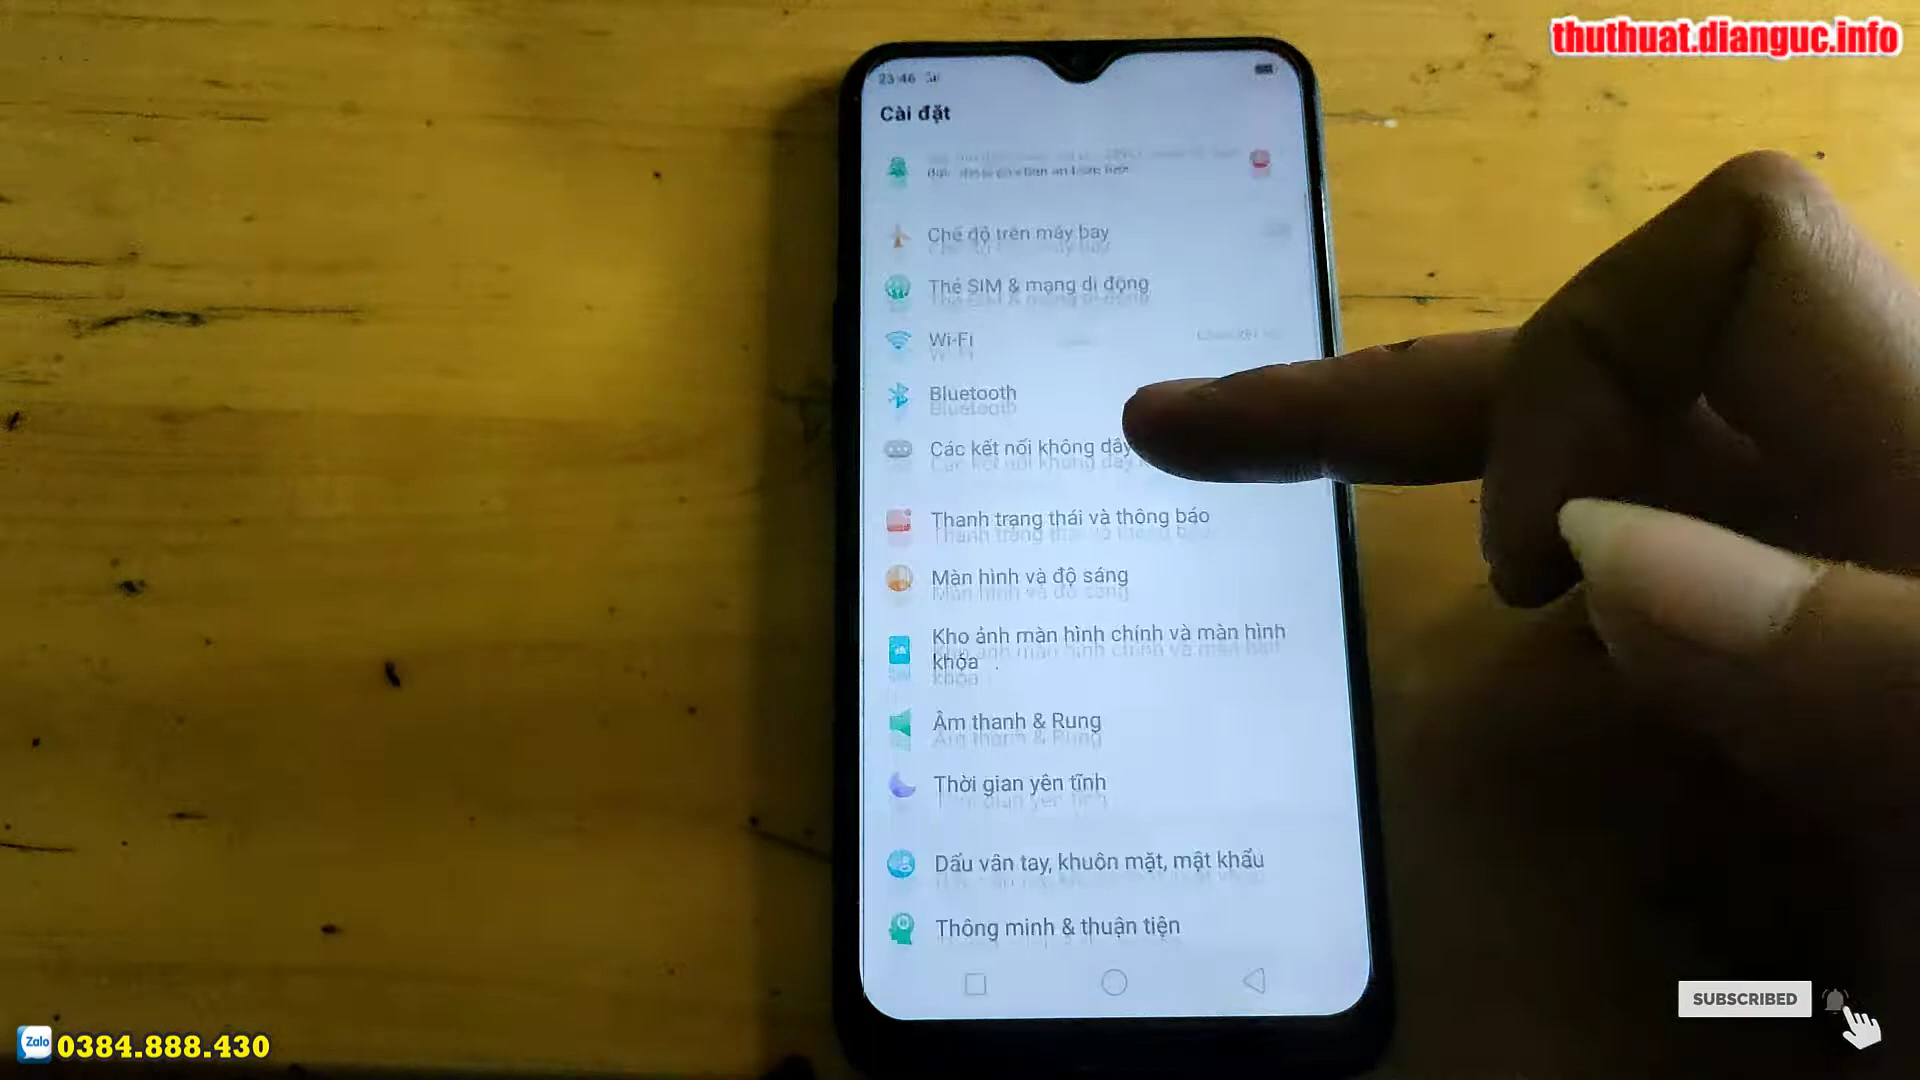 thuthuat.dianguc.info
23:46
Cài đặt
Chế độ trên máy bay
Thẻ SIM & mạng di động
Wi-Fi
Bluetooth
Các kết nối không dây
Thanh trạng thái và thông báo
Màn hình và độ sáng
Kho ảnh màn hình chính và màn hình
khóa
Âm thanh & Rung
Thời gian yên tĩnh
Dấu vân tay, khuôn mặt, mật khẩu
Thông minh & thuận tiện
SUBSCRIBED
Zalo 0384.888.430